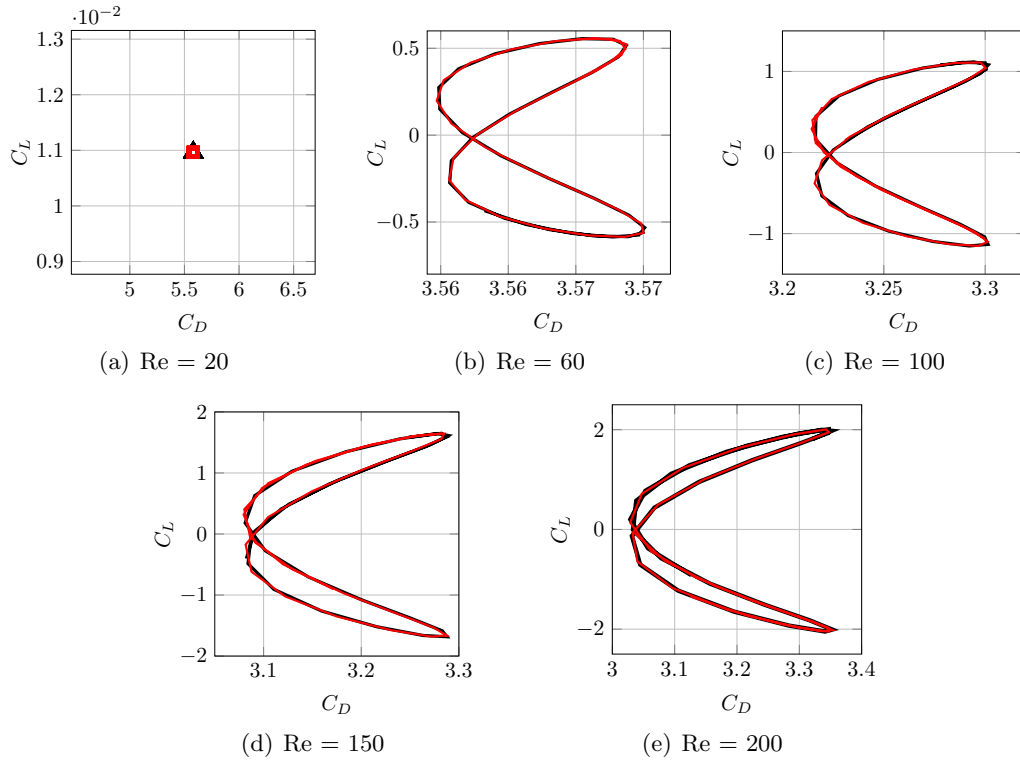 ·10−2
1.3
1.2
1.1
1
0.9
5
5.5
6
6.5
C_L
C_D
(a) Re = 20
0.5
0
−0.5
3.56
3.56
3.57
3.57
C_L
C_D
(b) Re = 60
1
0
−1
3.2
3.25
3.3
C_L
C_D
(c) Re = 100
2
1
0
−1
−2
3.1
3.2
3.3
C_L
C_D
(d) Re = 150
2
0
−2
3
3.1
3.2
3.3
3.4
C_L
C_D
(e) Re = 200